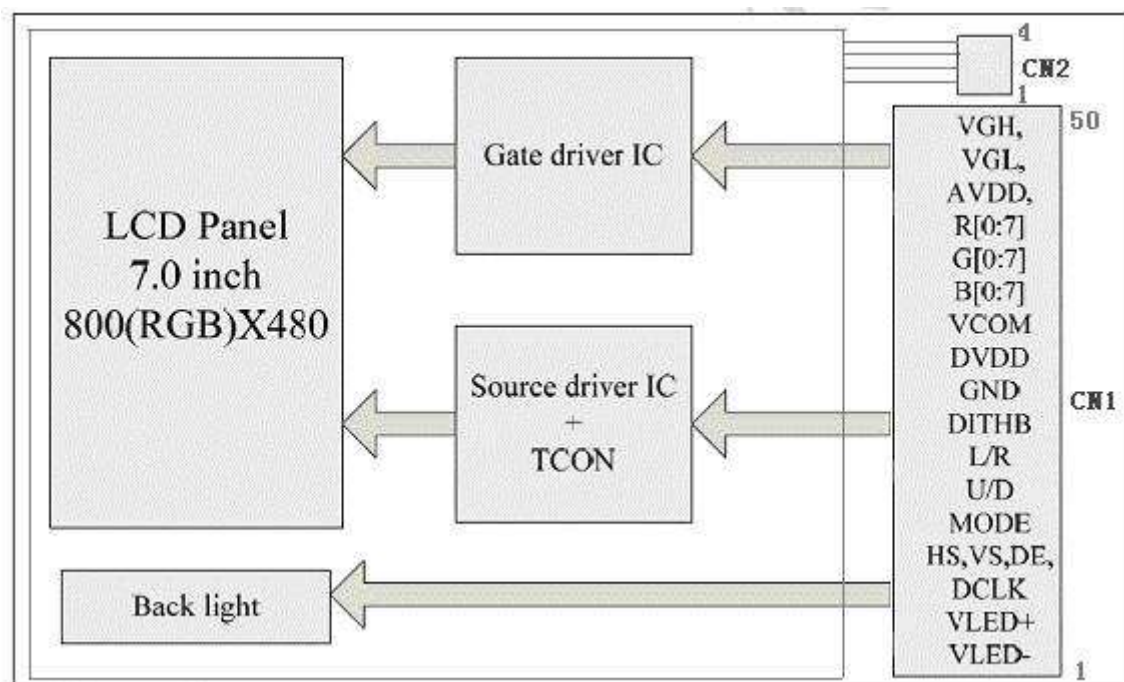 LCD Panel
7.0 inch
800(RGB)X480
Gate driver IC
Source driver IC
+
TCON
Back light
4
CN2
1
50
VGH,
VGL,
AVDD,
R[0:7]
G[0:7]
B[0:7]
VCOM
DVDD
GND
DITHB
L/R
U/D
MODE
HS,VS,DE,
DCLK
VLED+
VLED-
CN1
1